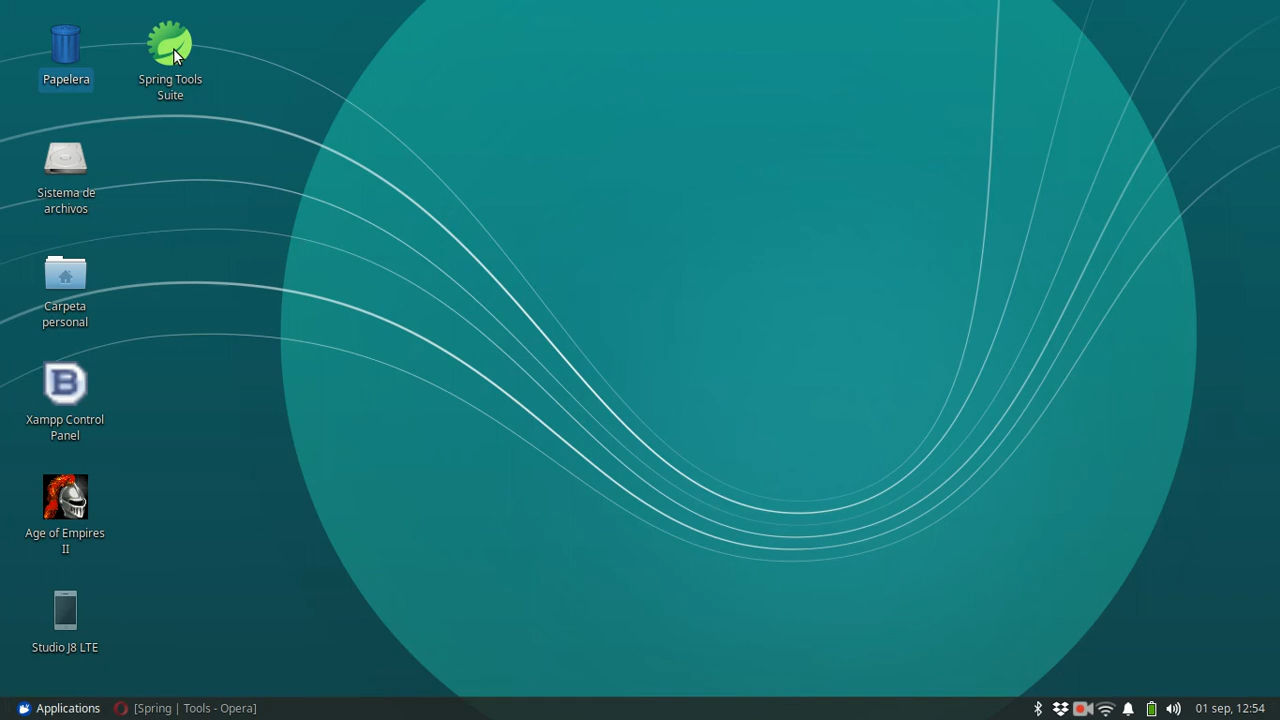 Papelera
Spring Tools
Suite
Sistema de
archivos
Carpeta
personal
B
Xampp Control
Panel
Age of Empires
II
Studio J8 LTE
Applications
[Spring | Tools - Opera]
01 sep, 12:54